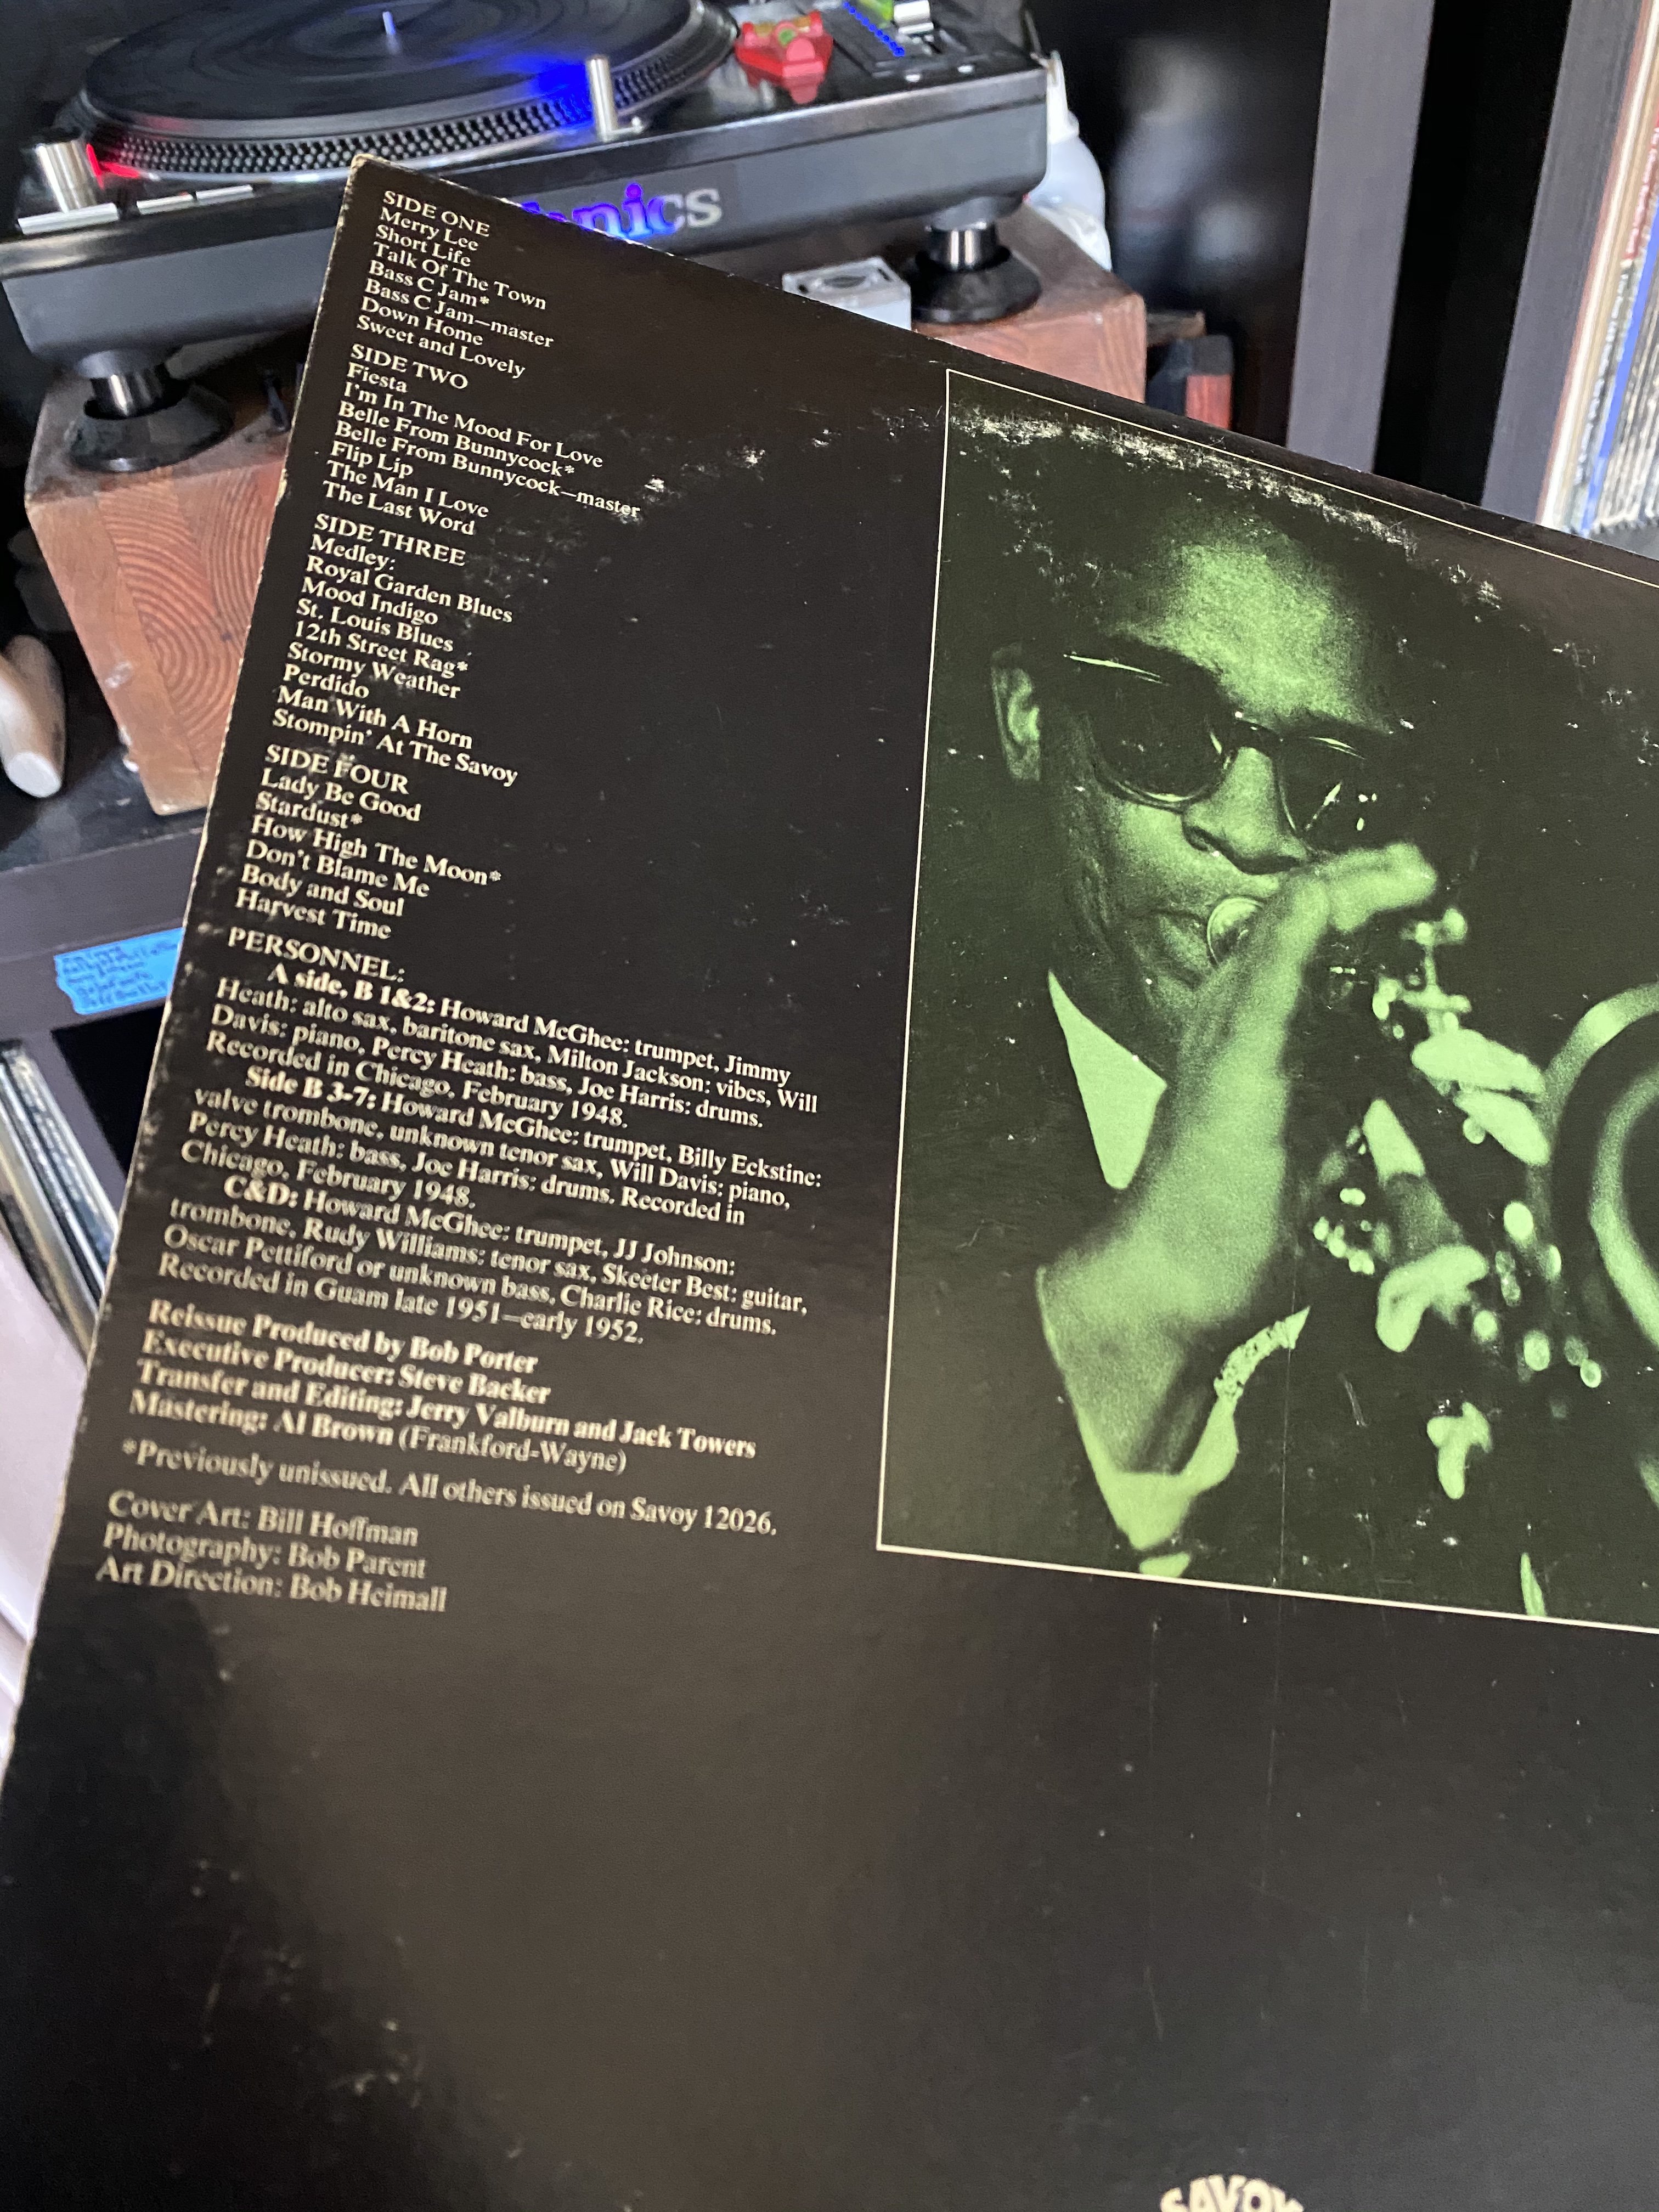 nics
SIDE ONE
Merry Lee
Short Life
Talk Of The Town
Bass C Jam*
Bass C Jam—master
Down Home
Sweet and Lovely
SIDE TWO
Fiesta
I'm In The Mood For Love
Belle From Bunnycock*
Belle From Bunnycock—master
Flip Lip
The Man I Love
The Last Word
SIDE THREE
Medley:
Royal Garden Blues
Mood Indigo
St. Louis Blues
12th Street Rag*
Stormy Weather
Perdido
Man With A Horn
Stompin' At The Savoy
SIDE FOUR
Lady Be Good
Stardust*
How High The Moon*
Don't Blame Me
Body and Soul
Harvest Time
PERSONNEL:
A side, B 1&2: Howard McGhee: trumpet, Jimmy
Heath: alto sax, baritone sax, Milton Jackson: vibes, Will
Davis: piano, Percy Heath: bass, Joe Harris: drums.
Recorded in Chicago, February 1948.
Side B 3-7: Howard McGhee: trumpet, Billy Eckstine:
valve trombone, unknown tenor sax, Will Davis: piano,
Percy Heath: bass, Joe Harris: drums. Recorded in
Chicago, February 1948.
C&D: Howard McGhee: trumpet, JJ Johnson:
trombone, Rudy Williams: tenor sax, Skeeter Best: guitar,
Oscar Pettiford or unknown bass, Charlie Rice: drums.
Recorded in Guam late 1951—early 1952.
Reissue Produced by Bob Porter
Executive Producer: Steve Backer
Transfer and Editing: Jerry Valburn and Jack Towers
Mastering: Al Brown (Frankford-Wayne)
*Previously unissued. All others issued on Savoy 12026.
Cover Art: Bill Hoffman
Photography: Bob Parent
Art Direction: Bob Heimall
SAVOY